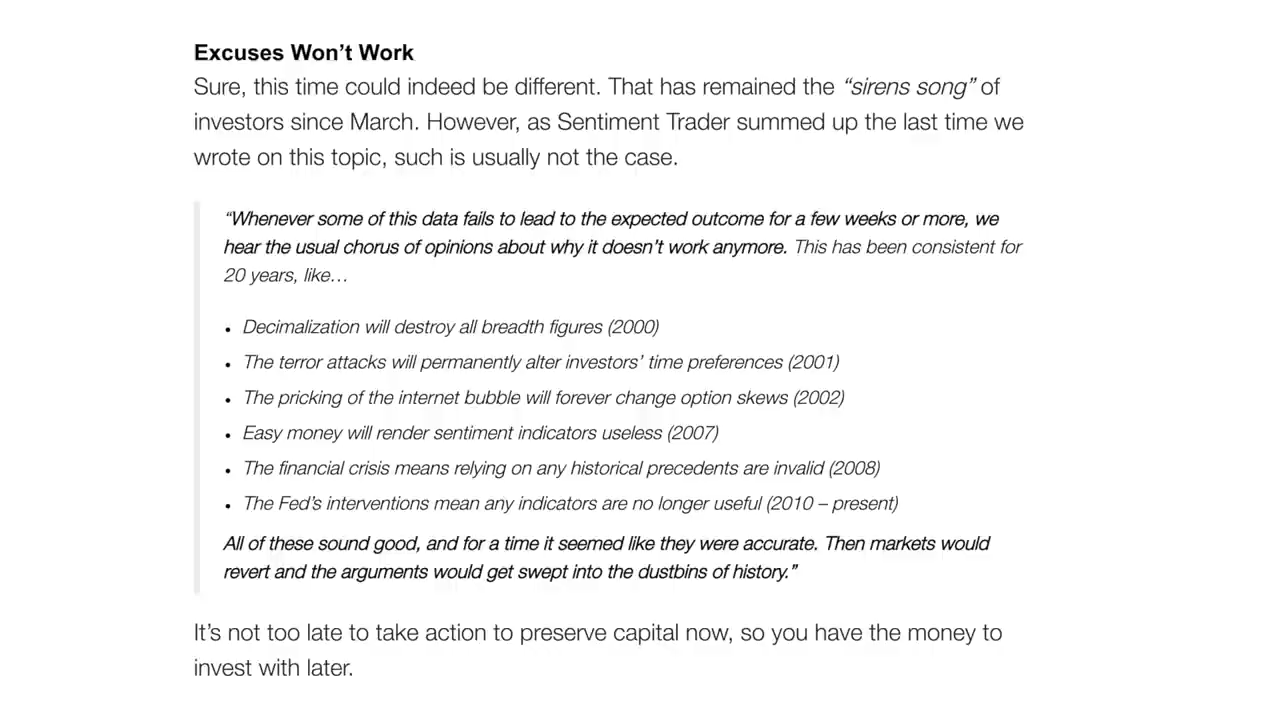 Excuses Won’t Work
Sure, this time could indeed be different. That has remained the “sirens song” of
investors since March. However, as Sentiment Trader summed up the last time we
wrote on this topic, such is usually not the case.
“Whenever some of this data fails to lead to the expected outcome for a few weeks or more, we
hear the usual chorus of opinions about why it doesn’t work anymore. This has been consistent for
20 years, like…
• Decimalization will destroy all breadth figures (2000)
• The terror attacks will permanently alter investors’ time preferences (2001)
• The pricking of the internet bubble will forever change option skews (2002)
• Easy money will render sentiment indicators useless (2007)
• The financial crisis means relying on any historical precedents are invalid (2008)
• The Fed’s interventions mean any indicators are no longer useful (2010 – present)
All of these sound good, and for a time it seemed like they were accurate. Then markets would
revert and the arguments would get swept into the dustbins of history.”
It’s not too late to take action to preserve capital now, so you have the money to
invest with later.